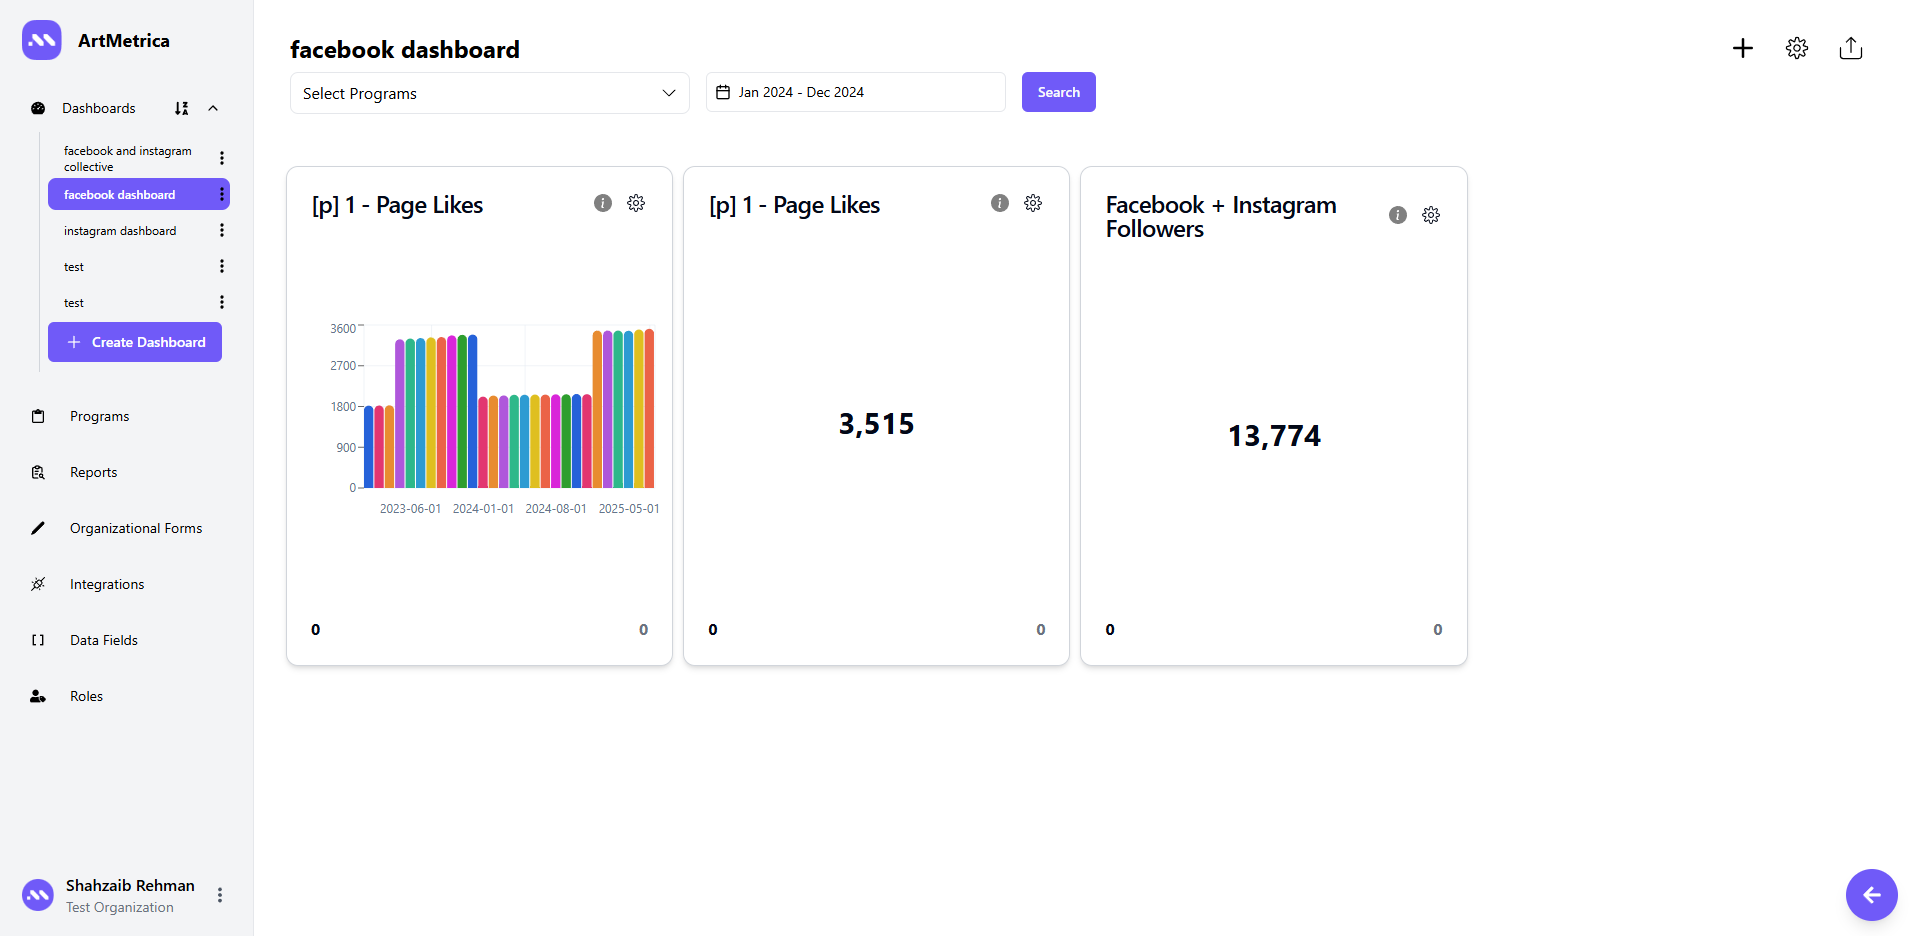 ArtMetrica
Dashboards
facebook and instagram
collective
facebook dashboard
instagram dashboard
test
test
Create Dashboard
Programs
Reports
Organizational Forms
Integrations
Data Fields
Roles
Shahzaib Rehman
Test Organization
facebook dashboard
Select Programs
Jan 2024 - Dec 2024
Search
[p] 1 - Page Likes
3600
2700
1800
900
0
2023-06-01 2024-01-01 2024-08-01 2025-05-01
0 0
[p] 1 - Page Likes
3,515
0 0
Facebook + Instagram
Followers
13,774
0 0